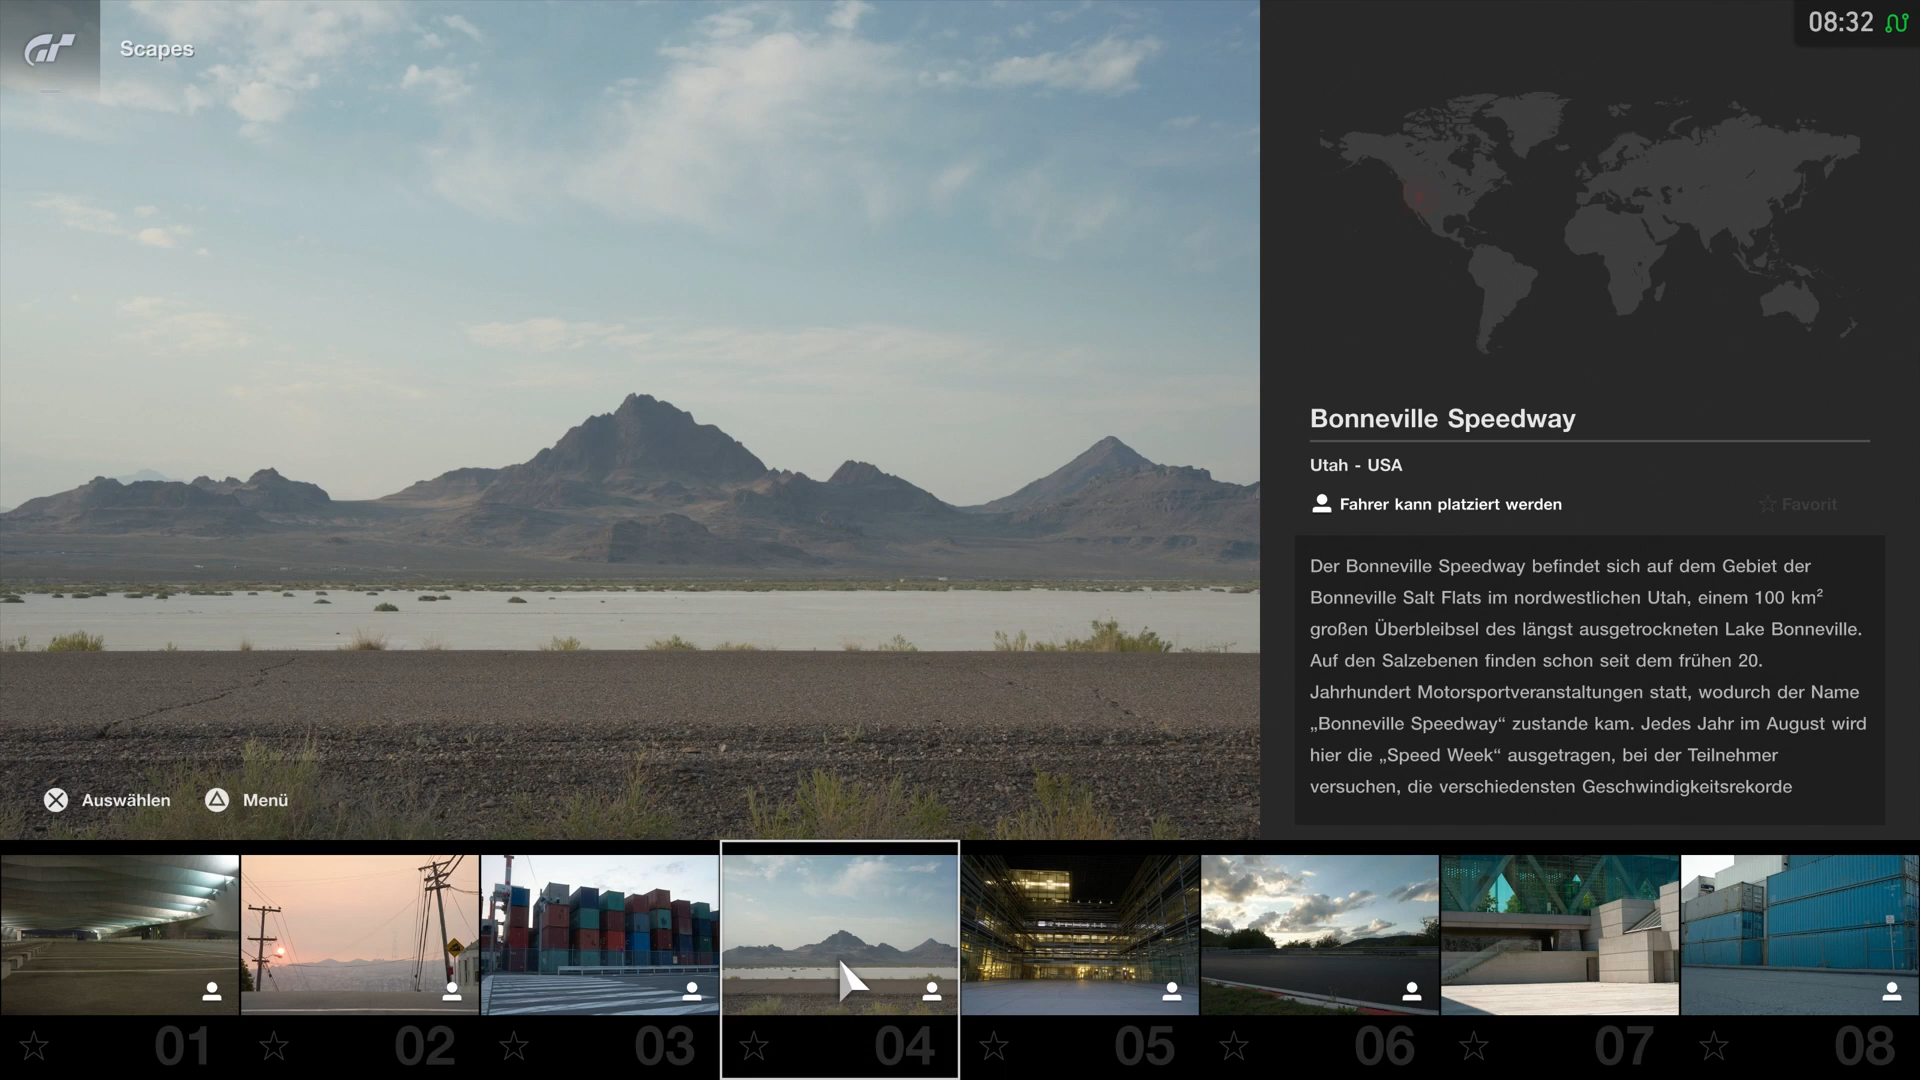 Scapes
08:32
Bonneville Speedway
Utah - USA
Fahrer kann platziert werden
Favorit
Der Bonneville Speedway befindet sich auf dem Gebiet der
Bonneville Salt Flats im nordwestlichen Utah, einem 100 km²
großen Überbleibsel des längst ausgetrockneten Lake Bonneville.
Auf den Salzebenen finden schon seit dem frühen 20.
Jahrhundert Motorsportveranstaltungen statt, wodurch der Name
„Bonneville Speedway“ zustande kam. Jedes Jahr im August wird
hier die „Speed Week“ ausgetragen, bei der Teilnehmer
versuchen, die verschiedensten Geschwindigkeitsrekorde
Auswählen
Menü
01
02
03
04
05
06
07
08